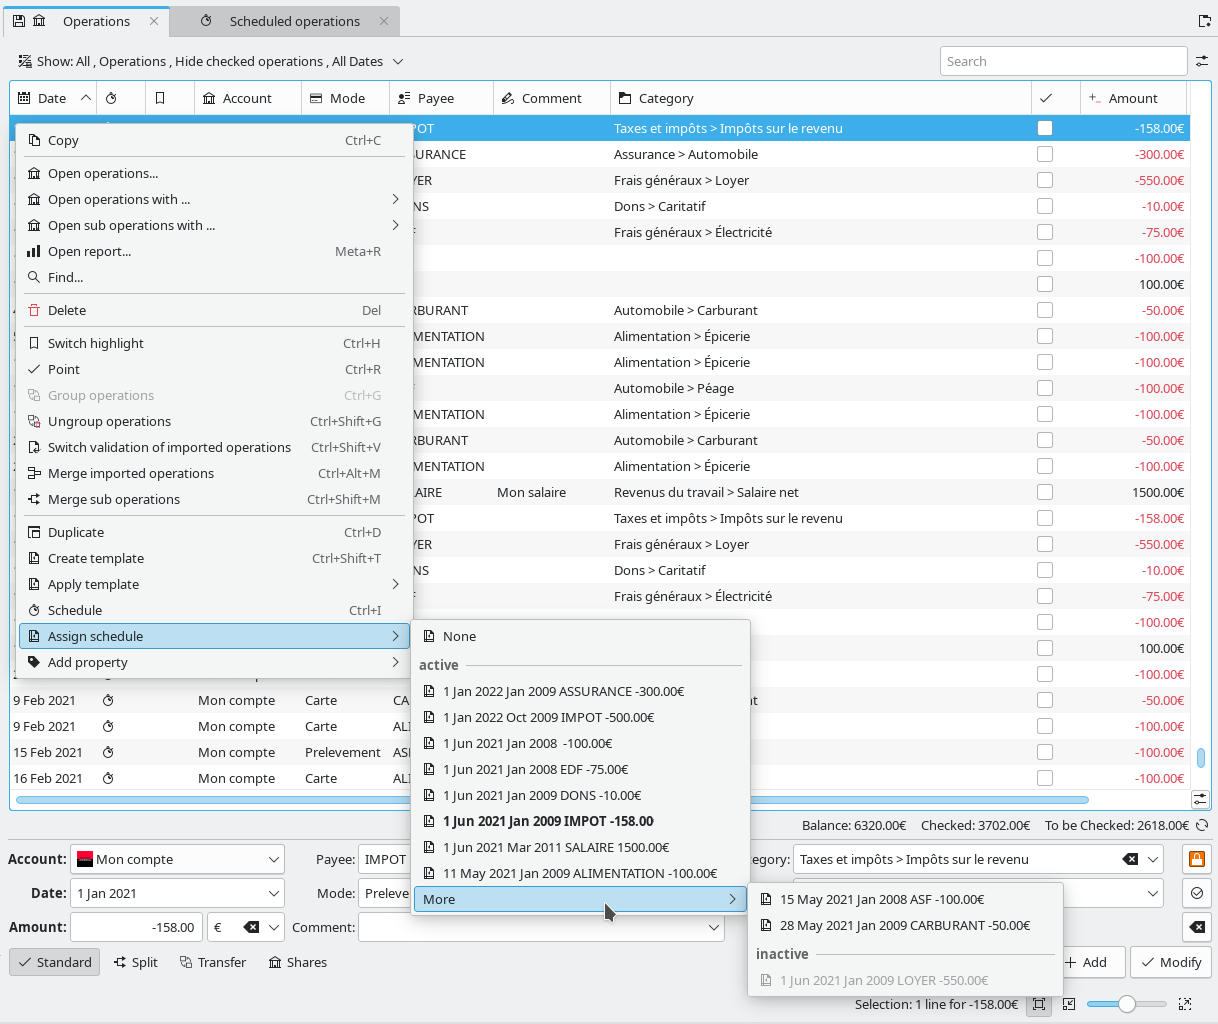 Operations
Scheduled operations
Show: All , Operations , Hide checked operations , All Dates
Search
Date Account Mode Payee Comment Category Amount
Taxes et impôts > Impôts sur le revenu -158.00€
Assurance > Automobile -300.00€
Frais généraux > Loyer -550.00€
Dons > Caritatif -10.00€
Frais généraux > Électricité -75.00€
-100.00€
100.00€
Automobile > Carburant -50.00€
Alimentation > Épicerie -100.00€
Alimentation > Épicerie -100.00€
Automobile > Péage -100.00€
Alimentation > Épicerie -100.00€
Automobile > Carburant -50.00€
Alimentation > Épicerie -100.00€
Mon salaire Revenus du travail > Salaire net 1500.00€
Taxes et impôts > Impôts sur le revenu -158.00€
Frais généraux > Loyer -550.00€
Dons > Caritatif -10.00€
Frais généraux > Électricité -75.00€
-100.00€
100.00€
-100.00€
9 Feb 2021 Mon compte Carte -50.00€
9 Feb 2021 Mon compte Carte -100.00€
15 Feb 2021 Mon compte Prelevement -100.00€
16 Feb 2021 Mon compte Carte -100.00€
Copy Ctrl+C
Open operations...
Open operations with ...
Open sub operations with ...
Open report... Meta+R
Find...
Delete Del
Switch highlight Ctrl+H
Point Ctrl+R
Group operations Ctrl+G
Ungroup operations Ctrl+Shift+G
Switch validation of imported operations Ctrl+Shift+V
Merge imported operations Ctrl+Alt+M
Merge sub operations Ctrl+Shift+M
Duplicate Ctrl+D
Create template Ctrl+Shift+T
Apply template
Schedule Ctrl+I
Assign schedule
Add property
None
active
1 Jan 2022 Jan 2009 ASSURANCE -300.00€
1 Jan 2022 Oct 2009 IMPOT -500.00€
1 Jun 2021 Jan 2008 -100.00€
1 Jun 2021 Jan 2008 EDF -75.00€
1 Jun 2021 Jan 2009 DONS -10.00€
1 Jun 2021 Jan 2009 IMPOT -158.00
1 Jun 2021 Mar 2011 SALAIRE 1500.00€
11 May 2021 Jan 2009 ALIMENTATION -100.00€
More
15 May 2021 Jan 2008 ASF -100.00€
28 May 2021 Jan 2009 CARBURANT -50.00€
inactive
1 Jun 2021 Jan 2009 LOYER -550.00€
Balance: 6320.00€ Checked: 3702.00€ To be Checked: 2618.00€
Account: Mon compte Payee: IMPOT Taxes et impôts > Impôts sur le revenu
Date: 1 Jan 2021 Mode:
Amount: -158.00 € Comment:
Standard Split Transfer Shares Add Modify
Selection: 1 line for -158.00€